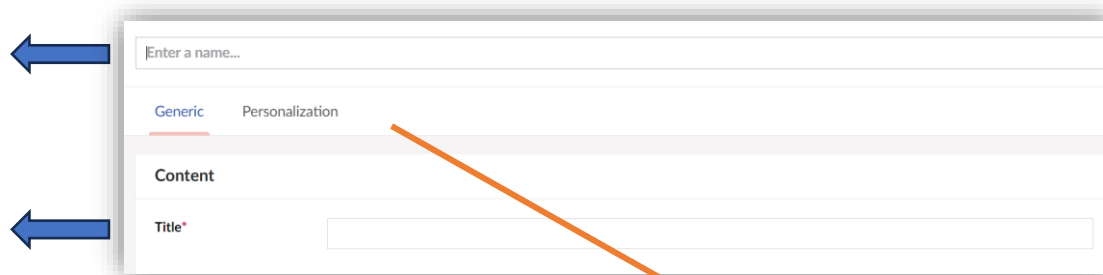 Enter a name...
Generic Personalization
Content
Title*